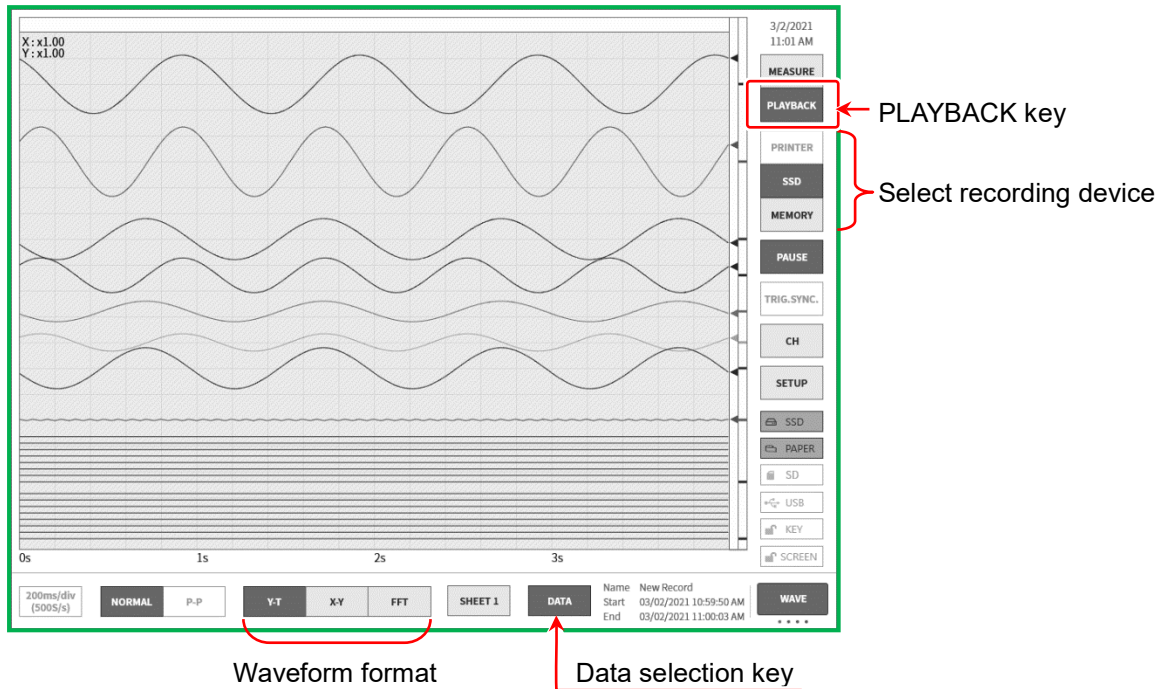 X : x1.00
Y : x1.00
3/2/2021
11:01 AM
MEASURE
PLAYBACK
PLAYBACK key
PRINTER
SSD
Select recording device
MEMORY
PAUSE
TRIG.SYNC.
CH
SETUP
SSD
PAPER
SD
USB
KEY
SCREEN
0s 1s 2s 3s
200ms/div
(500S/s)
NORMAL P-P
Y-T X-Y FFT
SHEET 1
DATA
Name New Record
Start 03/02/2021 10:59:50 AM
End 03/02/2021 11:00:03 AM
WAVE
Waveform format
Data selection key